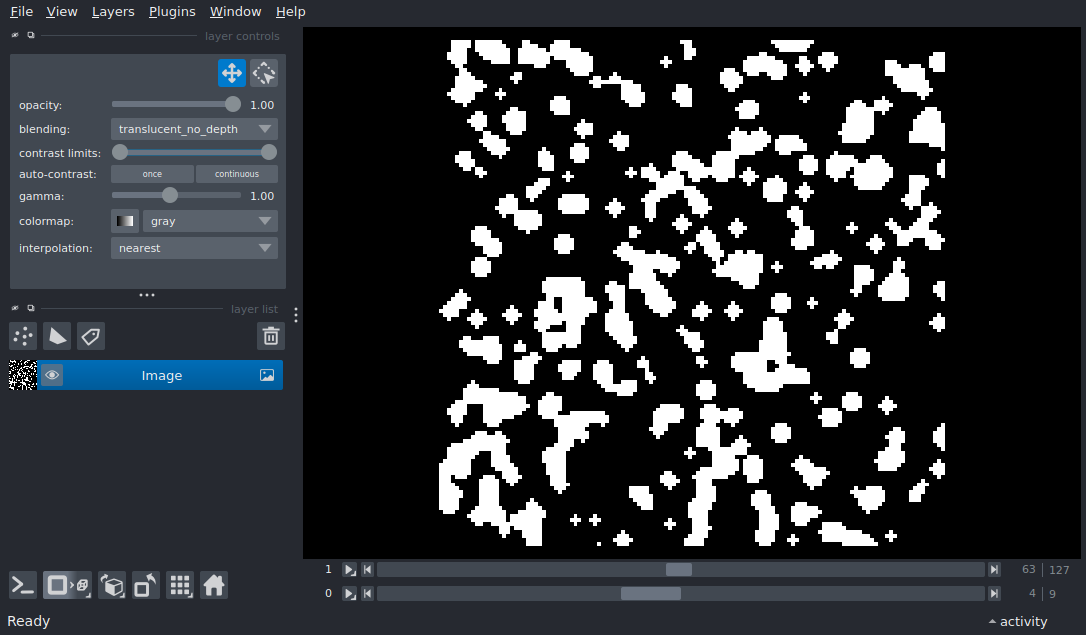 File View Layers Plugins Window Help
layer controls
opacity: 1.00
blending: translucent_no_depth
contrast limits:
auto-contrast: once continuous
gamma: 1.00
colormap: gray
interpolation: nearest
layer list
Image
1 63 127
0 4 9
Ready activity